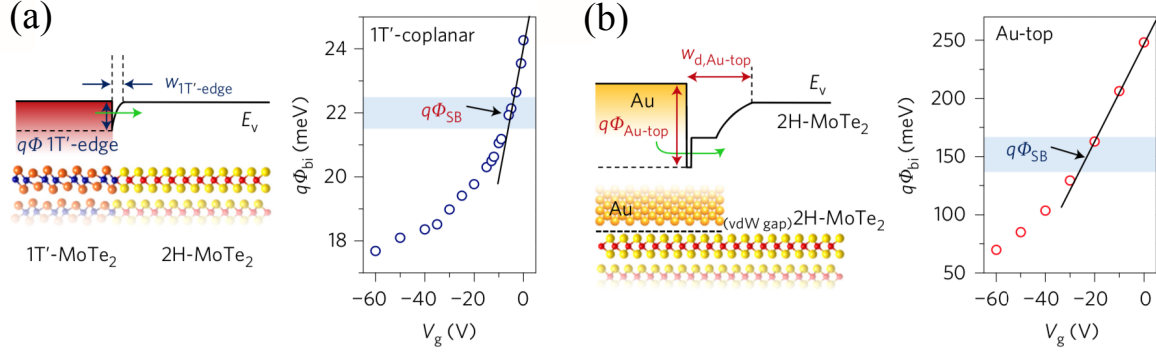 (a)
w1T′-edge
Ev
qΦ 1T′-edge
1T′-MoTe2
2H-MoTe2
1T′-coplanar
qΦSB
qΦbi (meV)
24
22
20
18
−60
−40
−20
0
Vg (V)
(b)
wd,Au-top
Au
Ev
2H-MoTe2
qΦAu-top
Au
(vdW gap)
2H-MoTe2
Au-top
qΦSB
qΦbi (meV)
250
200
150
100
50
−60
−40
−20
0
Vg (V)